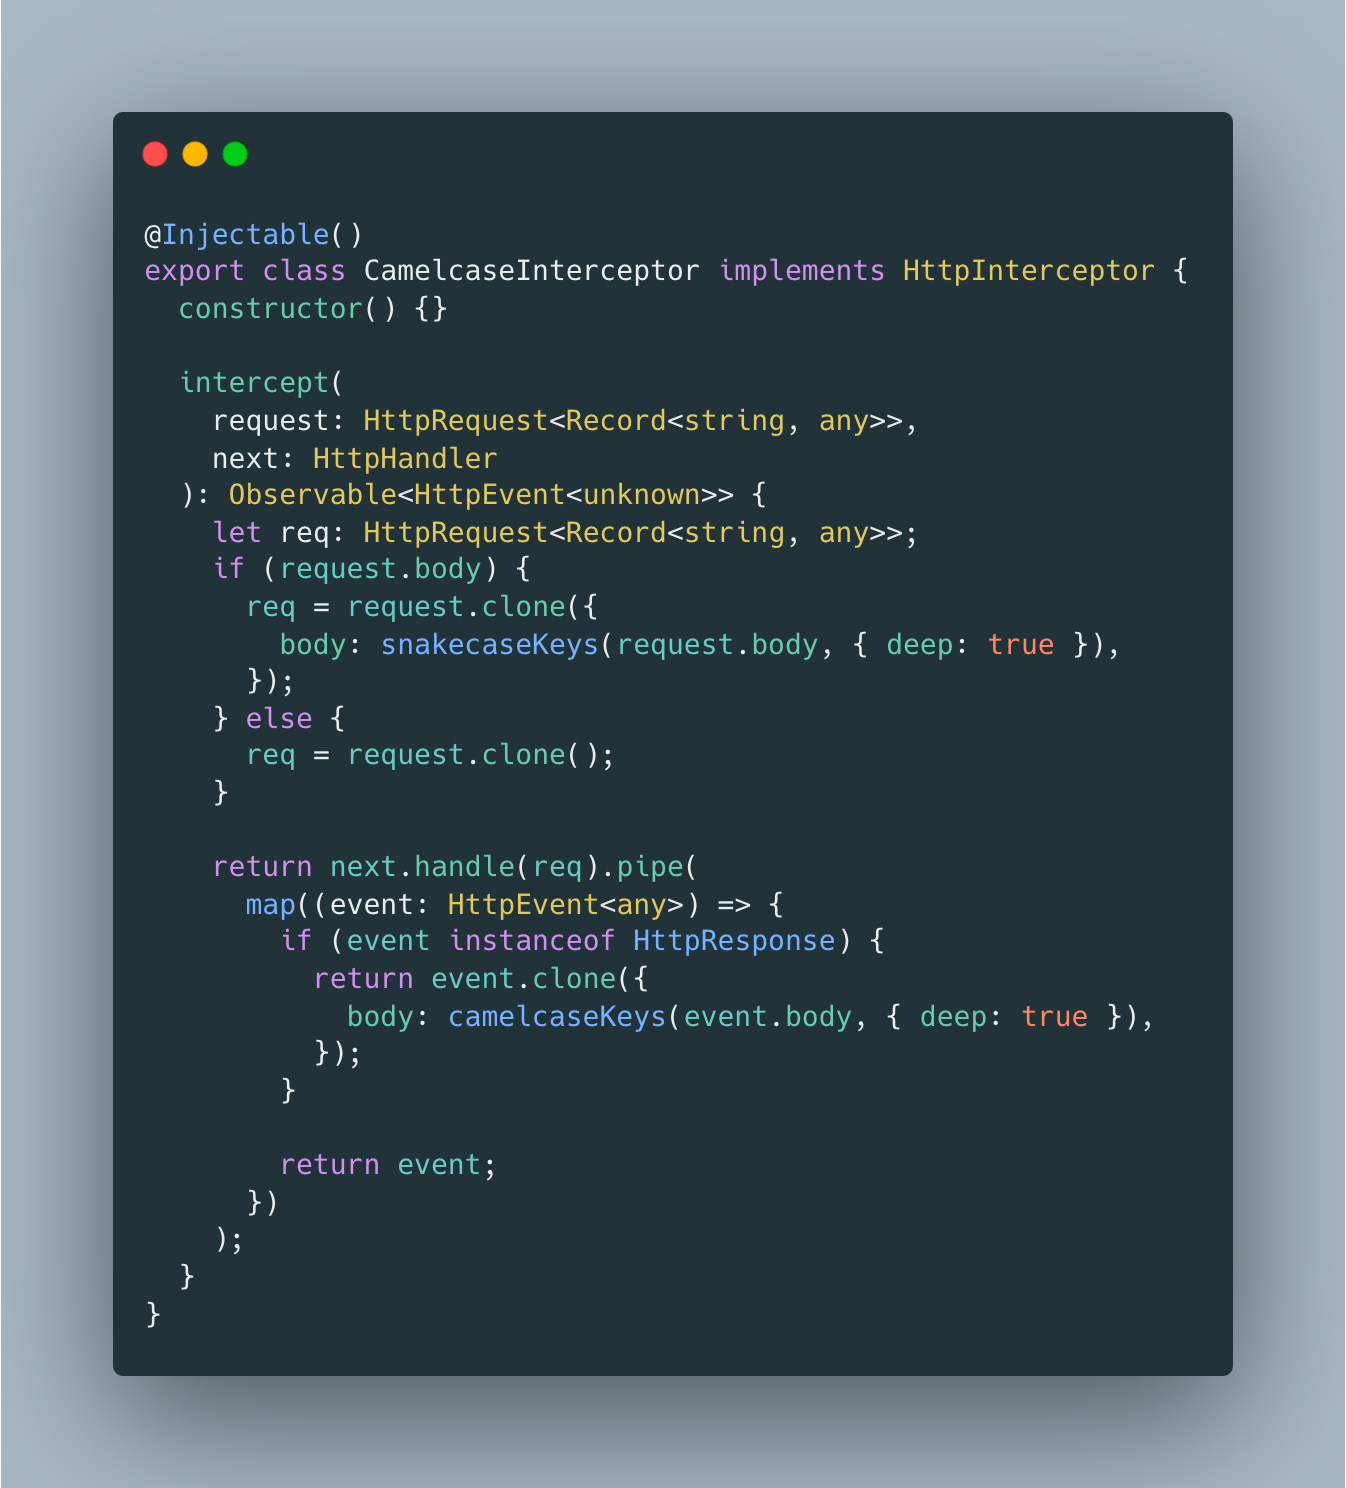 @Injectable()
export class CamelcaseInterceptor implements HttpInterceptor {
  constructor() {}

  intercept(
    request: HttpRequest<Record<string, any>>,
    next: HttpHandler
  ): Observable<HttpEvent<unknown>> {
    let req: HttpRequest<Record<string, any>>;
    if (request.body) {
      req = request.clone({
        body: snakecaseKeys(request.body, { deep: true }),
      });
    } else {
      req = request.clone();
    }

    return next.handle(req).pipe(
      map((event: HttpEvent<any>) => {
        if (event instanceof HttpResponse) {
          return event.clone({
            body: camelcaseKeys(event.body, { deep: true }),
          });
        }

        return event;
      })
    );
  }
}